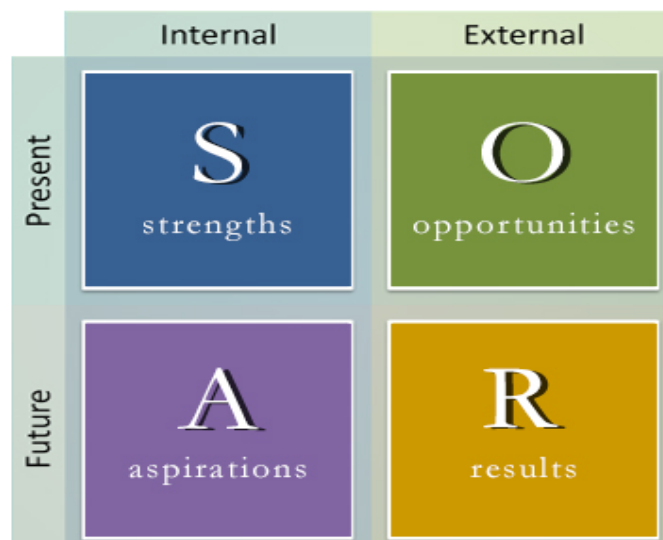 Internal External
Present
S O
strengths opportunities
Future
A R
aspirations results